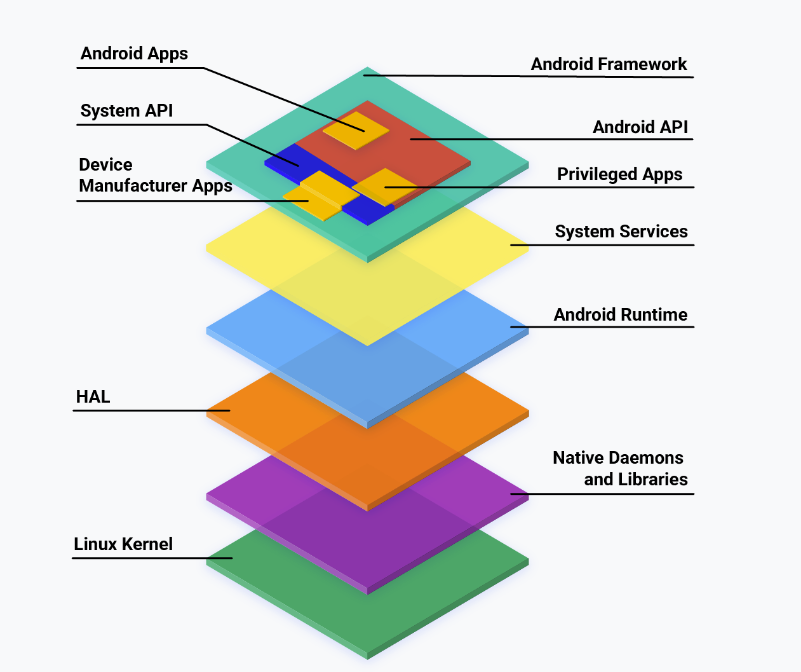 Android Apps
Android Framework
System API
Android API
Device
Manufacturer Apps
Privileged Apps
System Services
Android Runtime
HAL
Native Daemons
and Libraries
Linux Kernel